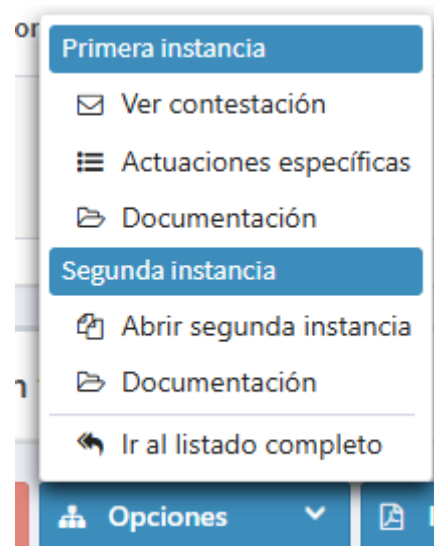 Primera instancia
Ver contestación
Actuaciones específicas
Documentación
Segunda instancia
Abrir segunda instancia
Documentación
Ir al listado completo
Opciones